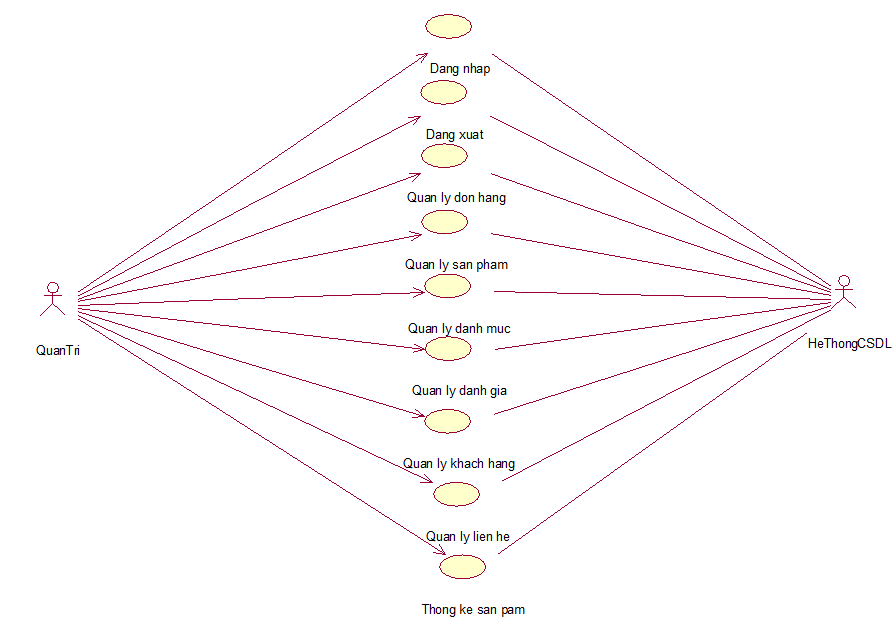 Dang nhap
Dang xuat
Quan ly don hang
Quan ly san pham
Quan ly danh muc
QuanTri
HeThongCSDL
Quan ly danh gia
Quan ly khach hang
Quan ly lien he
Thong ke san pam